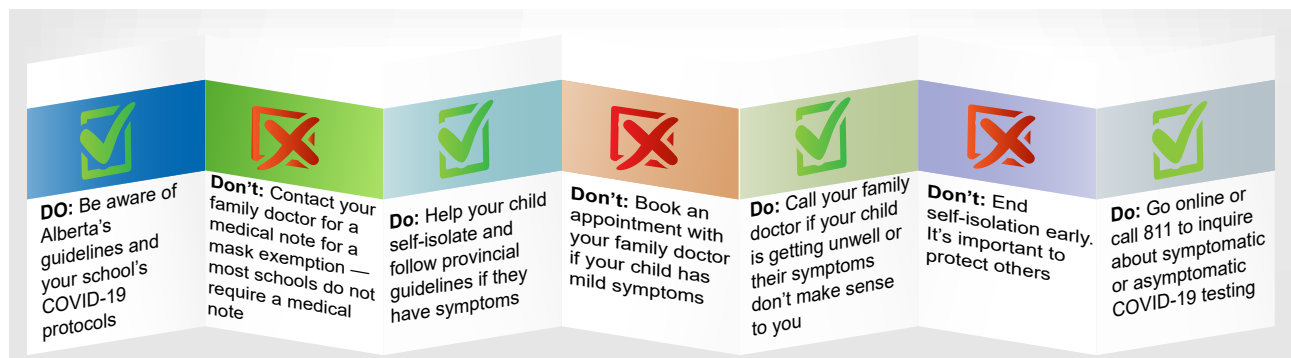 DO: Be aware of
Alberta’s
guidelines and
your school’s
COVID-19
protocols
Don’t: Contact your
family doctor for a
medical note for a
mask exemption —
most schools do not
require a medical
note
Do: Help your child
self-isolate and
follow provincial
guidelines if they
have symptoms
Don’t: Book an
appointment with
your family doctor
if your child has
mild symptoms
Do: Call your family
doctor if your child
is getting unwell or
their symptoms
don’t make sense
to you
Don’t: End
self-isolation early.
It’s important to
protect others
Do: Go online or
call 811 to inquire
about symptomatic
or asymptomatic
COVID-19 testing